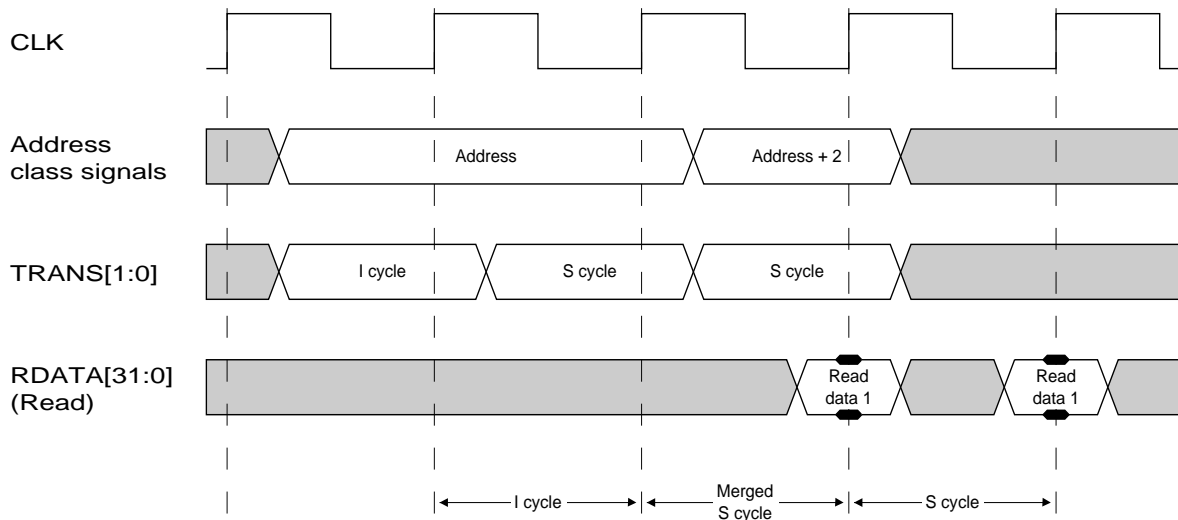 CLK
Address
class signals
Address
Address + 2
TRANS[1:0]
I cycle
S cycle
S cycle
RDATA[31:0]
(Read)
Read
data 1
Read
data 1
I cycle
Merged
S cycle
S cycle